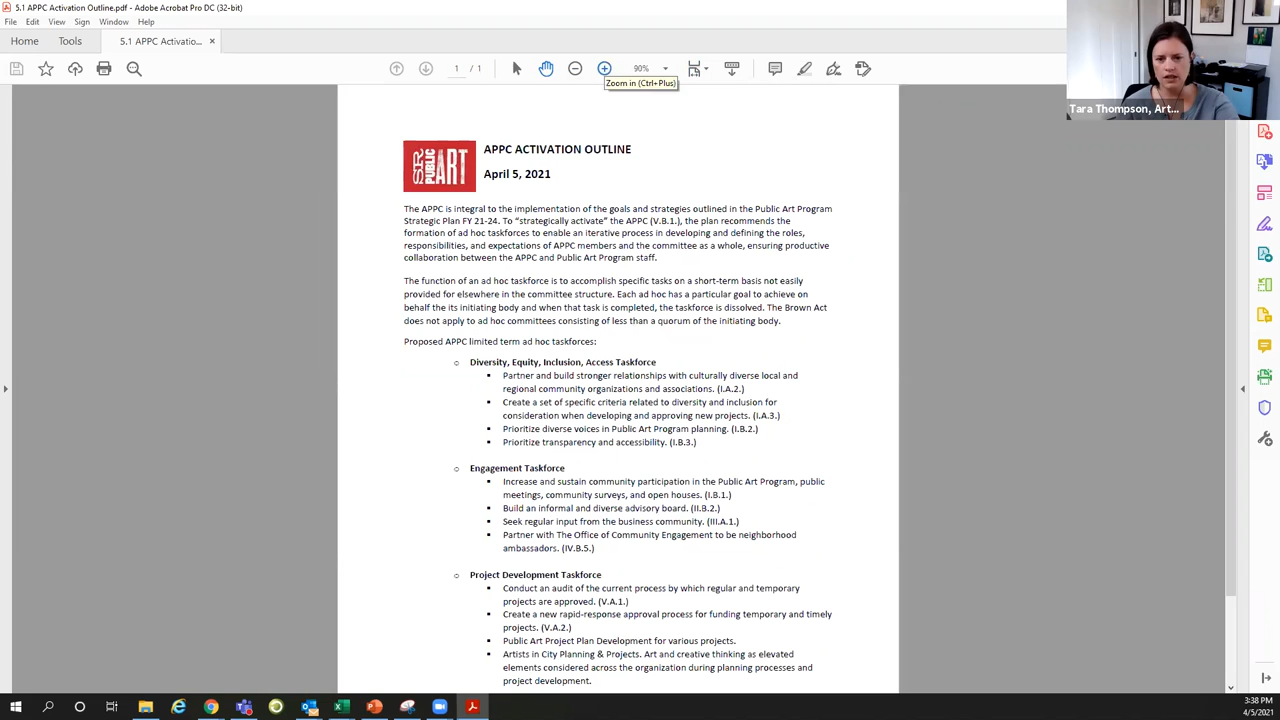 5.1 APPC Activation Outline.pdf - Adobe Acrobat Pro DC (32-bit)
File Edit View Sign Window Help
Home Tools 5.1 APPC Activatio... ×
1 / 1 90%
Zoom in (Ctrl+Plus)
Tara Thompson, Art...
SR PUBLIC ART
APPC ACTIVATION OUTLINE
April 5, 2021
The APPC is integral to the implementation of the goals and strategies outlined in the Public Art Program
Strategic Plan FY 21-24. To “strategically activate” the APPC (V.B.1.), the plan recommends the
formation of ad hoc taskforces to enable an iterative process in developing and defining the roles,
responsibilities, and expectations of APPC members and the committee as a whole, ensuring productive
collaboration between the APPC and Public Art Program staff.
The function of an ad hoc taskforce is to accomplish specific tasks on a short-term basis not easily
provided for elsewhere in the committee structure. Each ad hoc has a particular goal to achieve on
behalf the its initiating body and when that task is completed, the taskforce is dissolved. The Brown Act
does not apply to ad hoc committees consisting of less than a quorum of the initiating body.
Proposed APPC limited term ad hoc taskforces:
○ Diversity, Equity, Inclusion, Access Taskforce
▪ Partner and build stronger relationships with culturally diverse local and
regional community organizations and associations. (I.A.2.)
▪ Create a set of specific criteria related to diversity and inclusion for
consideration when developing and approving new projects. (I.A.3.)
▪ Prioritize diverse voices in Public Art Program planning. (I.B.2.)
▪ Prioritize transparency and accessibility. (I.B.3.)
○ Engagement Taskforce
▪ Increase and sustain community participation in the Public Art Program, public
meetings, community surveys, and open houses. (I.B.1.)
▪ Build an informal and diverse advisory board. (II.B.2.)
▪ Seek regular input from the business community. (III.A.1.)
▪ Partner with The Office of Community Engagement to be neighborhood
ambassadors. (IV.B.5.)
○ Project Development Taskforce
▪ Conduct an audit of the current process by which regular and temporary
projects are approved. (V.A.1.)
▪ Create a new rapid-response approval process for funding temporary and timely
projects. (V.A.2.)
▪ Public Art Project Plan Development for various projects.
▪ Artists in City Planning & Projects. Art and creative thinking as elevated
elements considered across the organization during planning processes and
project development.
3:38 PM
4/5/2021